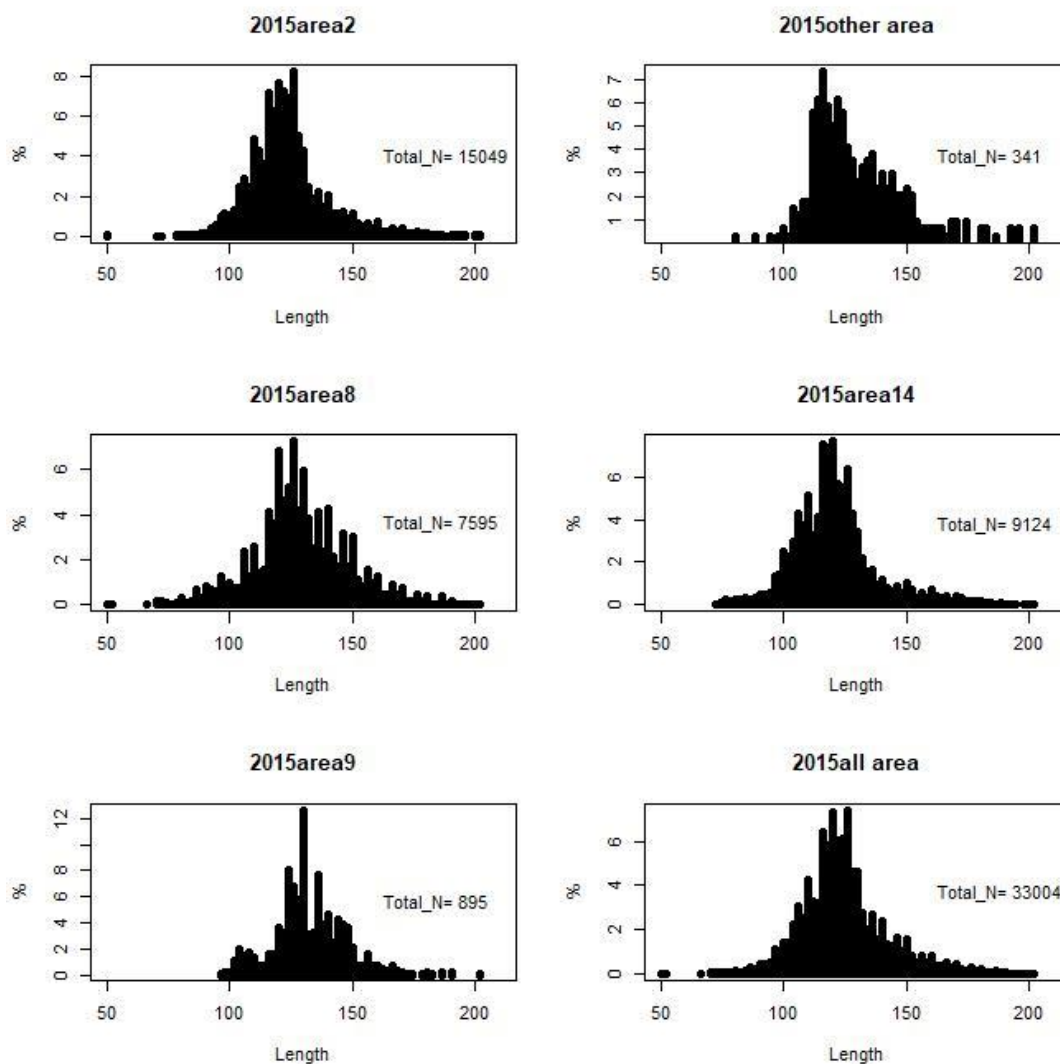 2015area2
%
8
6
4
2
0
Total_N= 15049
50 100 150 200
Length
2015other area
%
7
6
5
4
3
2
1
Total_N= 341
50 100 150 200
Length
2015area8
%
6
4
2
0
Total_N= 7595
50 100 150 200
Length
2015area14
%
6
4
2
0
Total_N= 9124
50 100 150 200
Length
2015area9
%
12
8
6
4
2
0
Total_N= 895
50 100 150 200
Length
2015all area
%
6
4
2
0
Total_N= 33004
50 100 150 200
Length